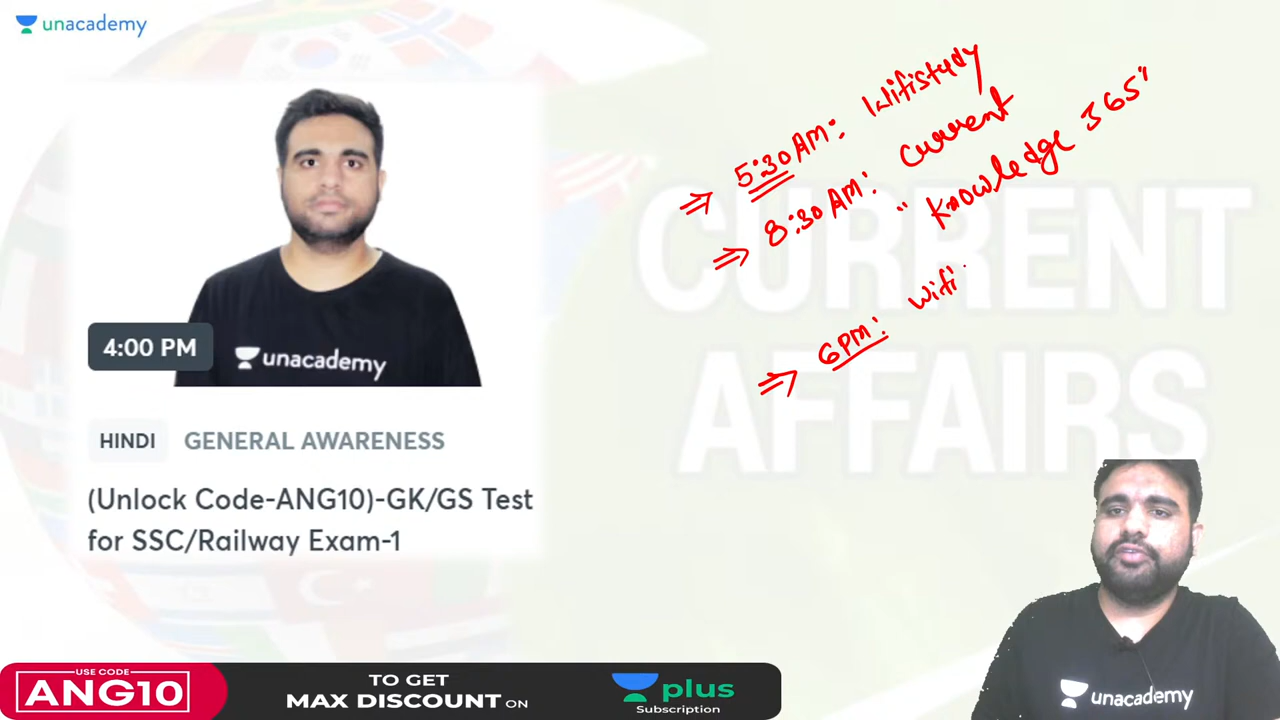 unacademy
4:00 PM
unacademy
HINDI GENERAL AWARENESS
(Unlock Code-ANG10)-GK/GS Test
for SSC/Railway Exam-1
⇒ 5:30 AM: Wifistudy
⇒ 8:30 AM: Current
"Knowledge 365"
⇒ 6PM: Wifi
CURRENT
AFFAIRS
unacademy
USE CODE
ANG10
TO GET
MAX DISCOUNT ON
plus
Subscription